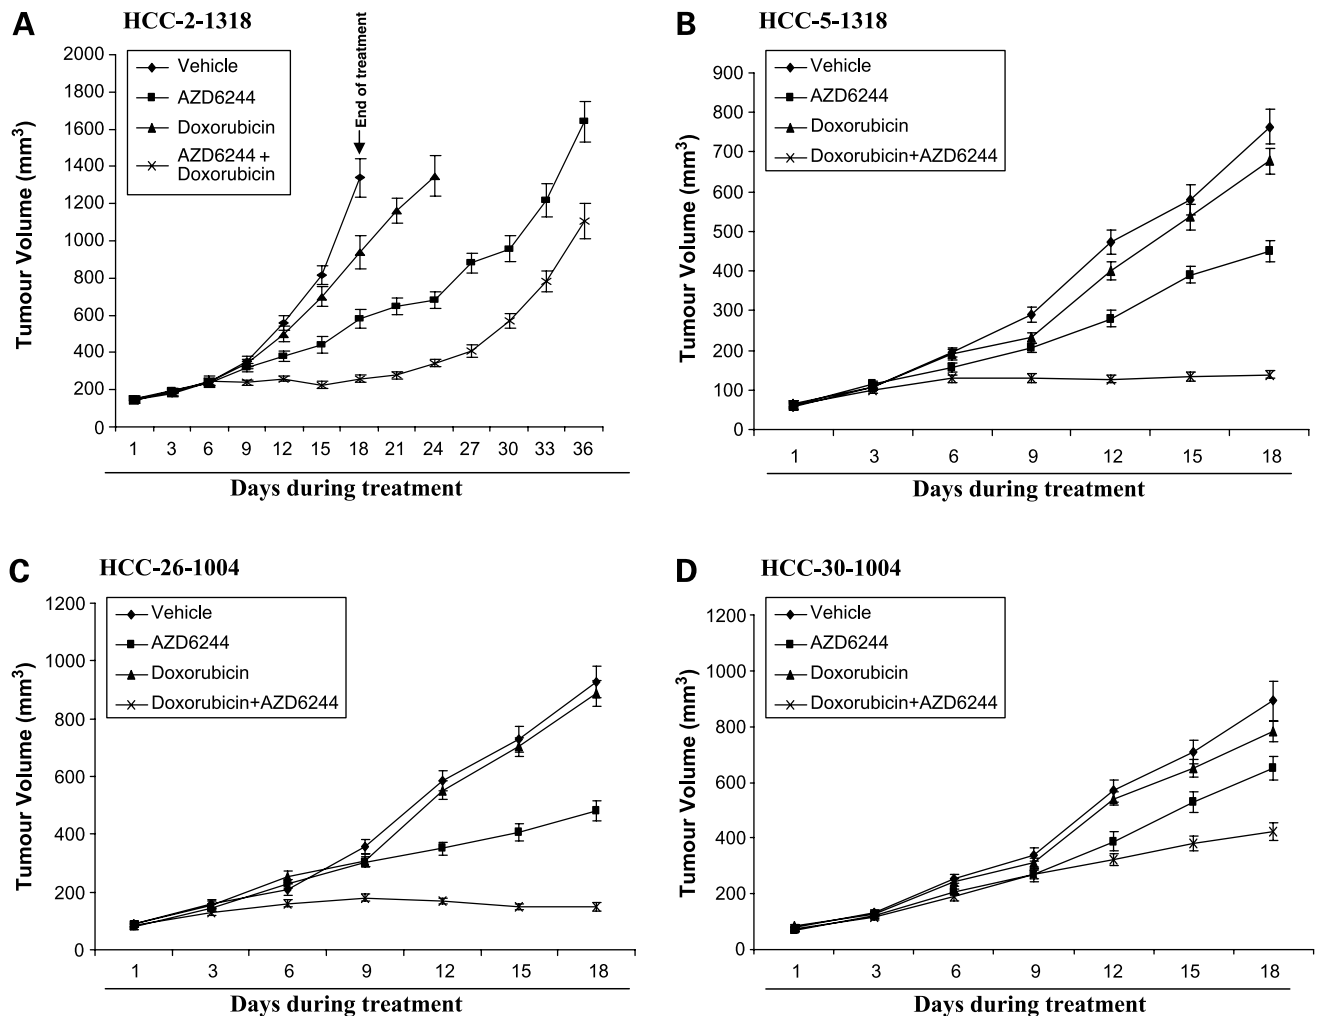 A
HCC-2-1318
Vehicle
AZD6244
Doxorubicin
AZD6244 +
Doxorubicin
End of treatment
Tumour Volume (mm³)
2000
1800
1600
1400
1200
1000
800
600
400
200
0
1 3 6 9 12 15 18 21 24 27 30 33 36
Days during treatment
B
HCC-5-1318
Vehicle
AZD6244
Doxorubicin
Doxorubicin+AZD6244
Tumour Volume (mm³)
900
800
700
600
500
400
300
200
100
0
1 3 6 9 12 15 18
Days during treatment
C
HCC-26-1004
Vehicle
AZD6244
Doxorubicin
Doxorubicin+AZD6244
Tumour Volume (mm³)
1200
1000
800
600
400
200
0
1 3 6 9 12 15 18
Days during treatment
D
HCC-30-1004
Vehicle
AZD6244
Doxorubicin
Doxorubicin+AZD6244
Tumour Volume (mm³)
1200
1000
800
600
400
200
0
1 3 6 9 12 15 18
Days during treatment